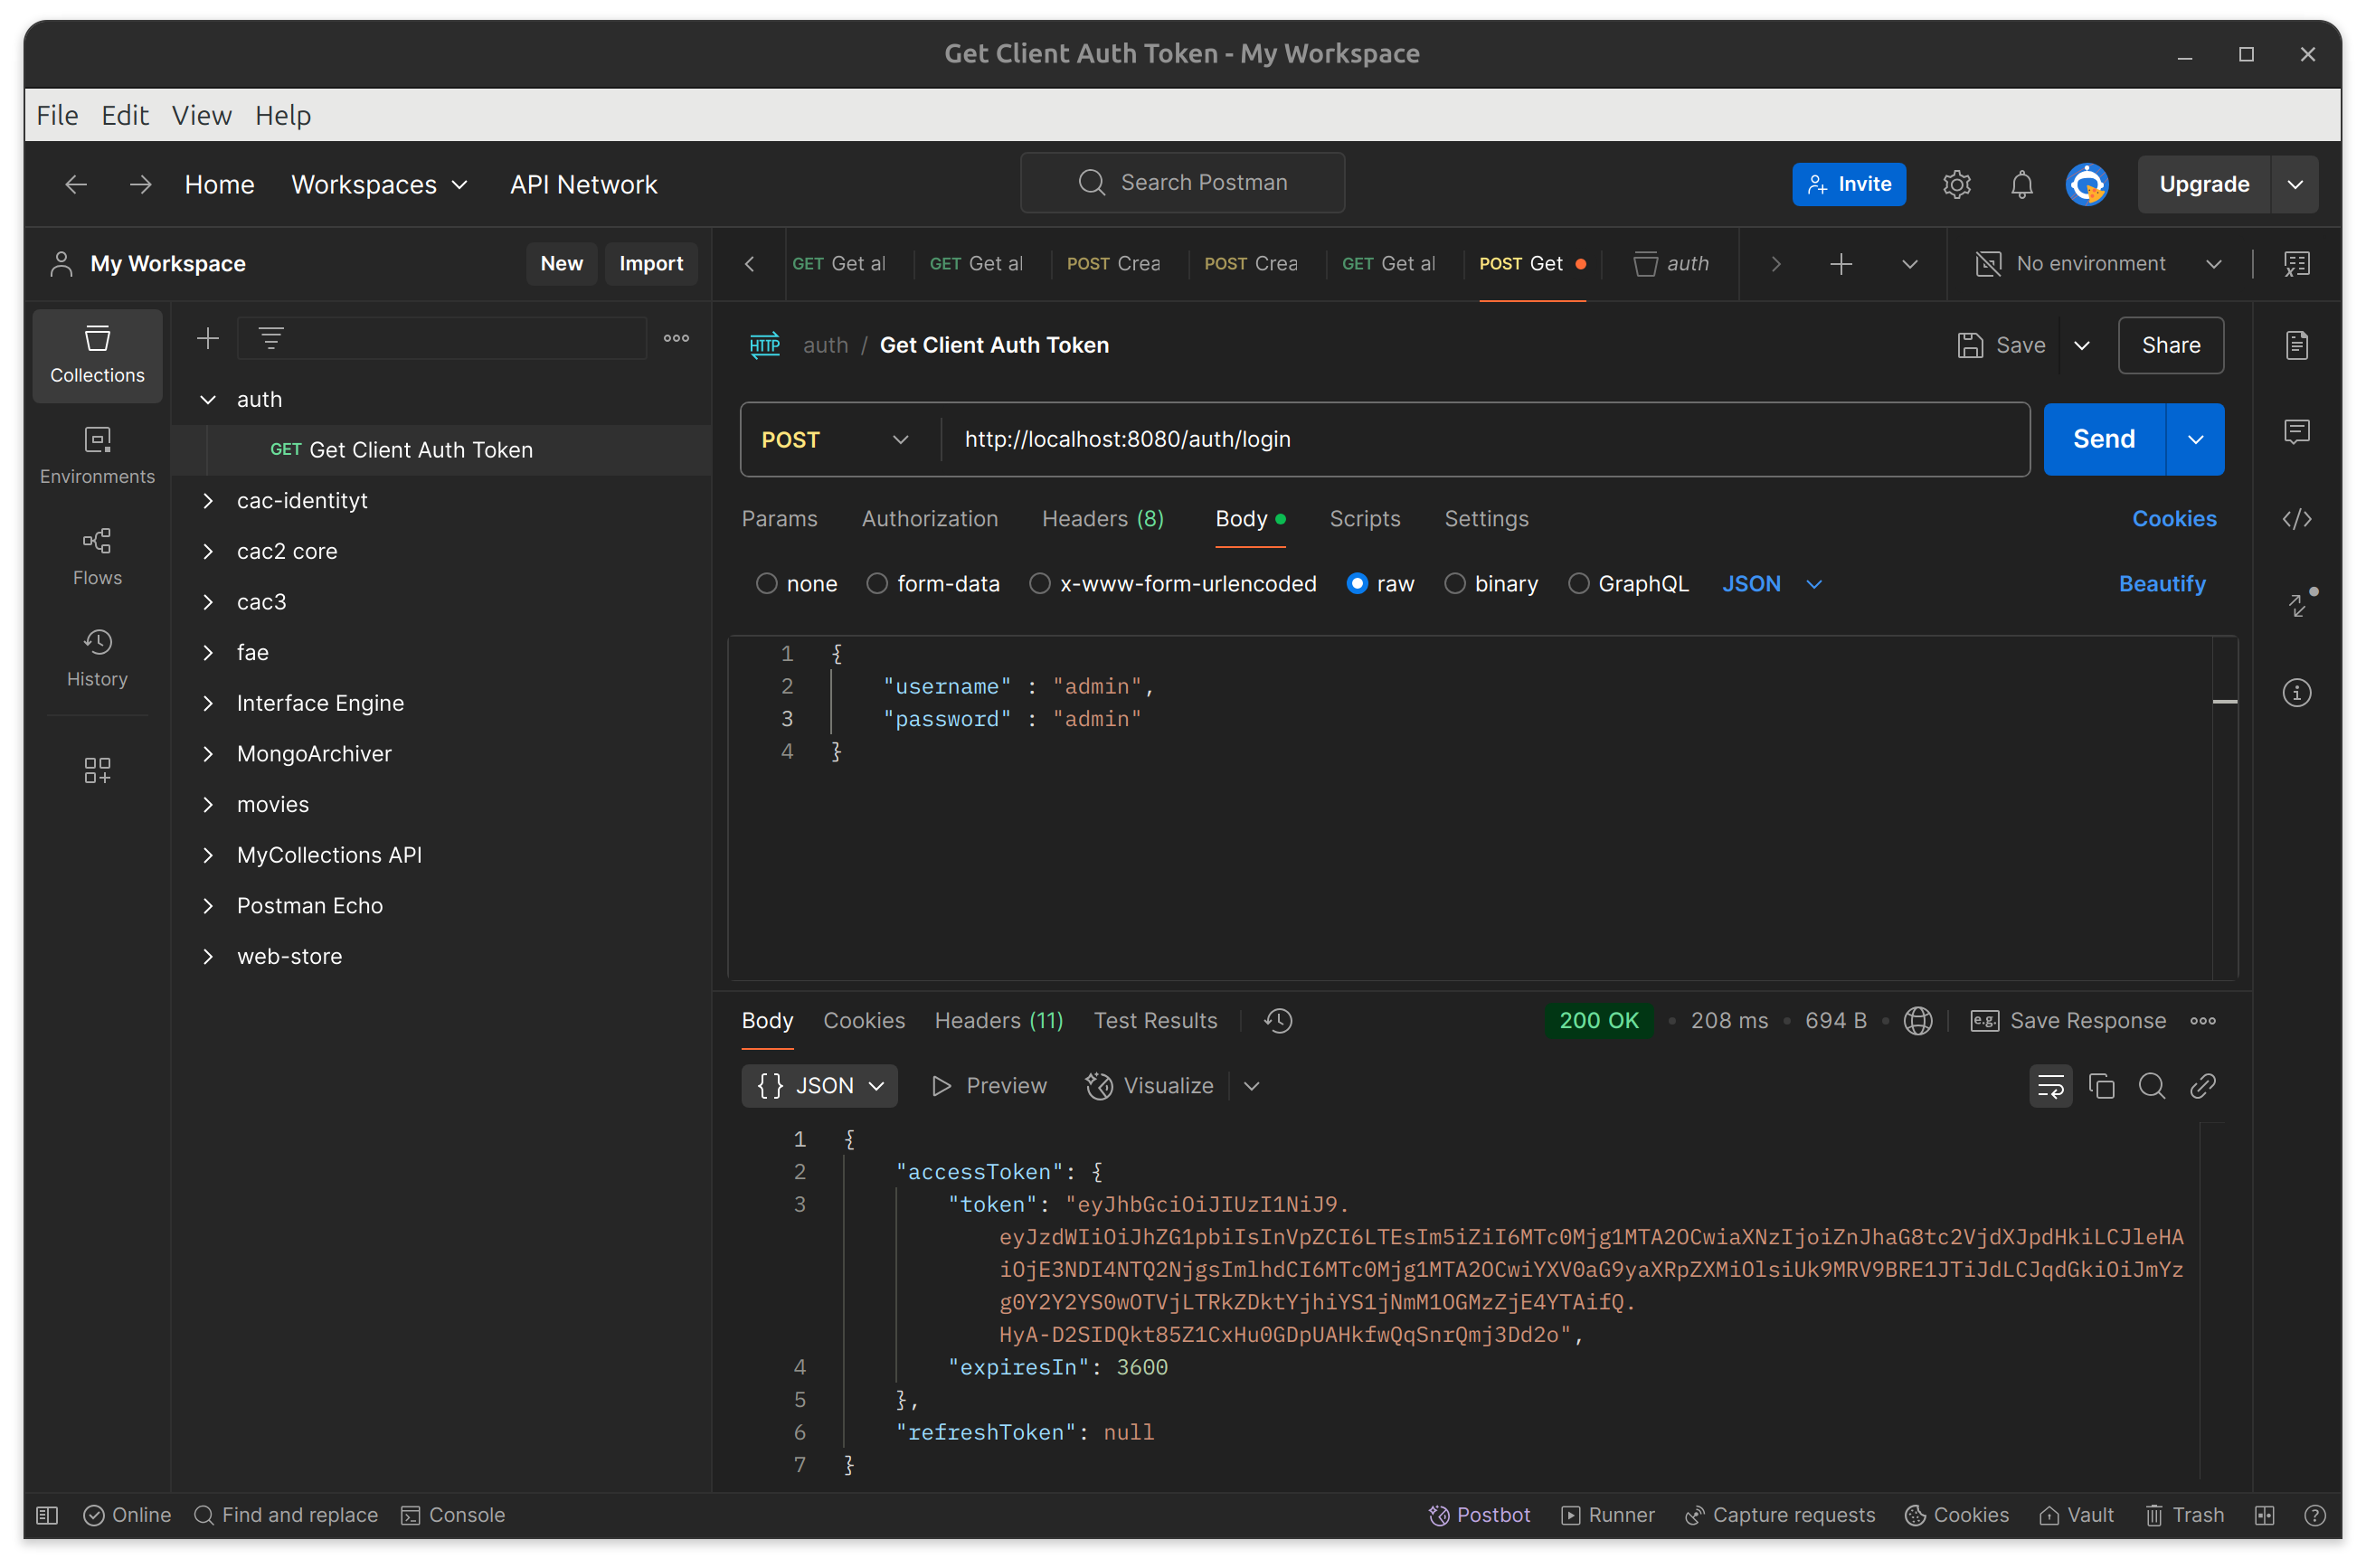 Get Client Auth Token - My Workspace
File Edit View Help
Home Workspaces API Network Search Postman Invite Upgrade
My Workspace New Import
GET Get al GET Get al POST Crea POST Crea GET Get al POST Get auth No environment
Collections
Environments
Flows
History
auth
GET Get Client Auth Token
cac-identityt
cac2 core
cac3
fae
Interface Engine
MongoArchiver
movies
MyCollections API
Postman Echo
web-store
HTTP auth / Get Client Auth Token Save Share
POST http://localhost:8080/auth/login Send
Params Authorization Headers (8) Body Scripts Settings Cookies
none form-data x-www-form-urlencoded raw binary GraphQL JSON Beautify
1 {
2 "username" : "admin",
3 "password" : "admin"
4 }
Body Cookies Headers (11) Test Results 200 OK • 208 ms • 694 B • e.g. Save Response
{} JSON Preview Visualize
1 {
2 "accessToken": {
3 "token": "eyJhbGciOiJIUzI1NiJ9.
eyJzdWIiOiJhZG1pbiIsInVpZCI6LTEsIm5iZiI6MTc0Mjg1MTA2OCwiaXNzIjoiZnJhaG8tc2VjdXJpdHkiLCJleHA
iOjE3NDI4NTQ2NjgsImlhdCI6MTc0Mjg1MTA2OCwiYXV0aG9yaXRpZXMiOlsiUk9MRV9BRE1JTiJdLCJqdGkiOiJmYz
g0Y2Y2YS0wOTVjLTRkZDktYjhiYS1jNmM1OGMzZjE4YTAifQ.
HyA-D2SIDQkt85Z1CxHu0GDpUAHkfwQqSnrQmj3Dd2o",
4 "expiresIn": 3600
5 },
6 "refreshToken": null
7 }
Online Find and replace Console Postbot Runner Capture requests Cookies Vault Trash